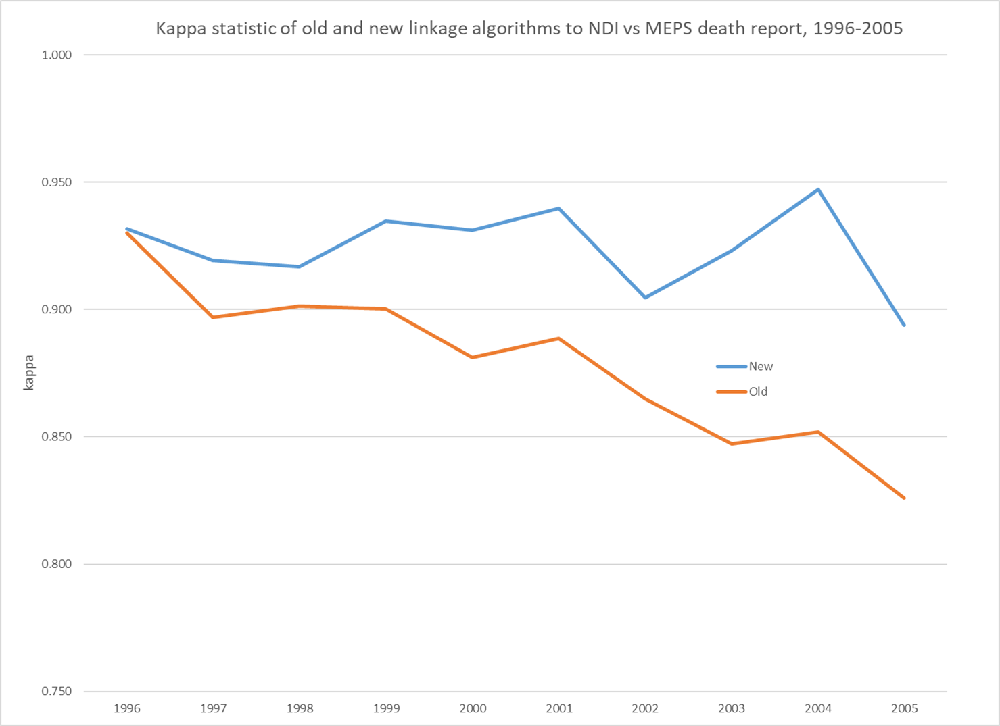 Kappa statistic of old and new linkage algorithms to NDI vs MEPS death report, 1996-2005
1.000
0.950
0.900
0.850
0.800
0.750
kappa
New
Old
1996 1997 1998 1999 2000 2001 2002 2003 2004 2005